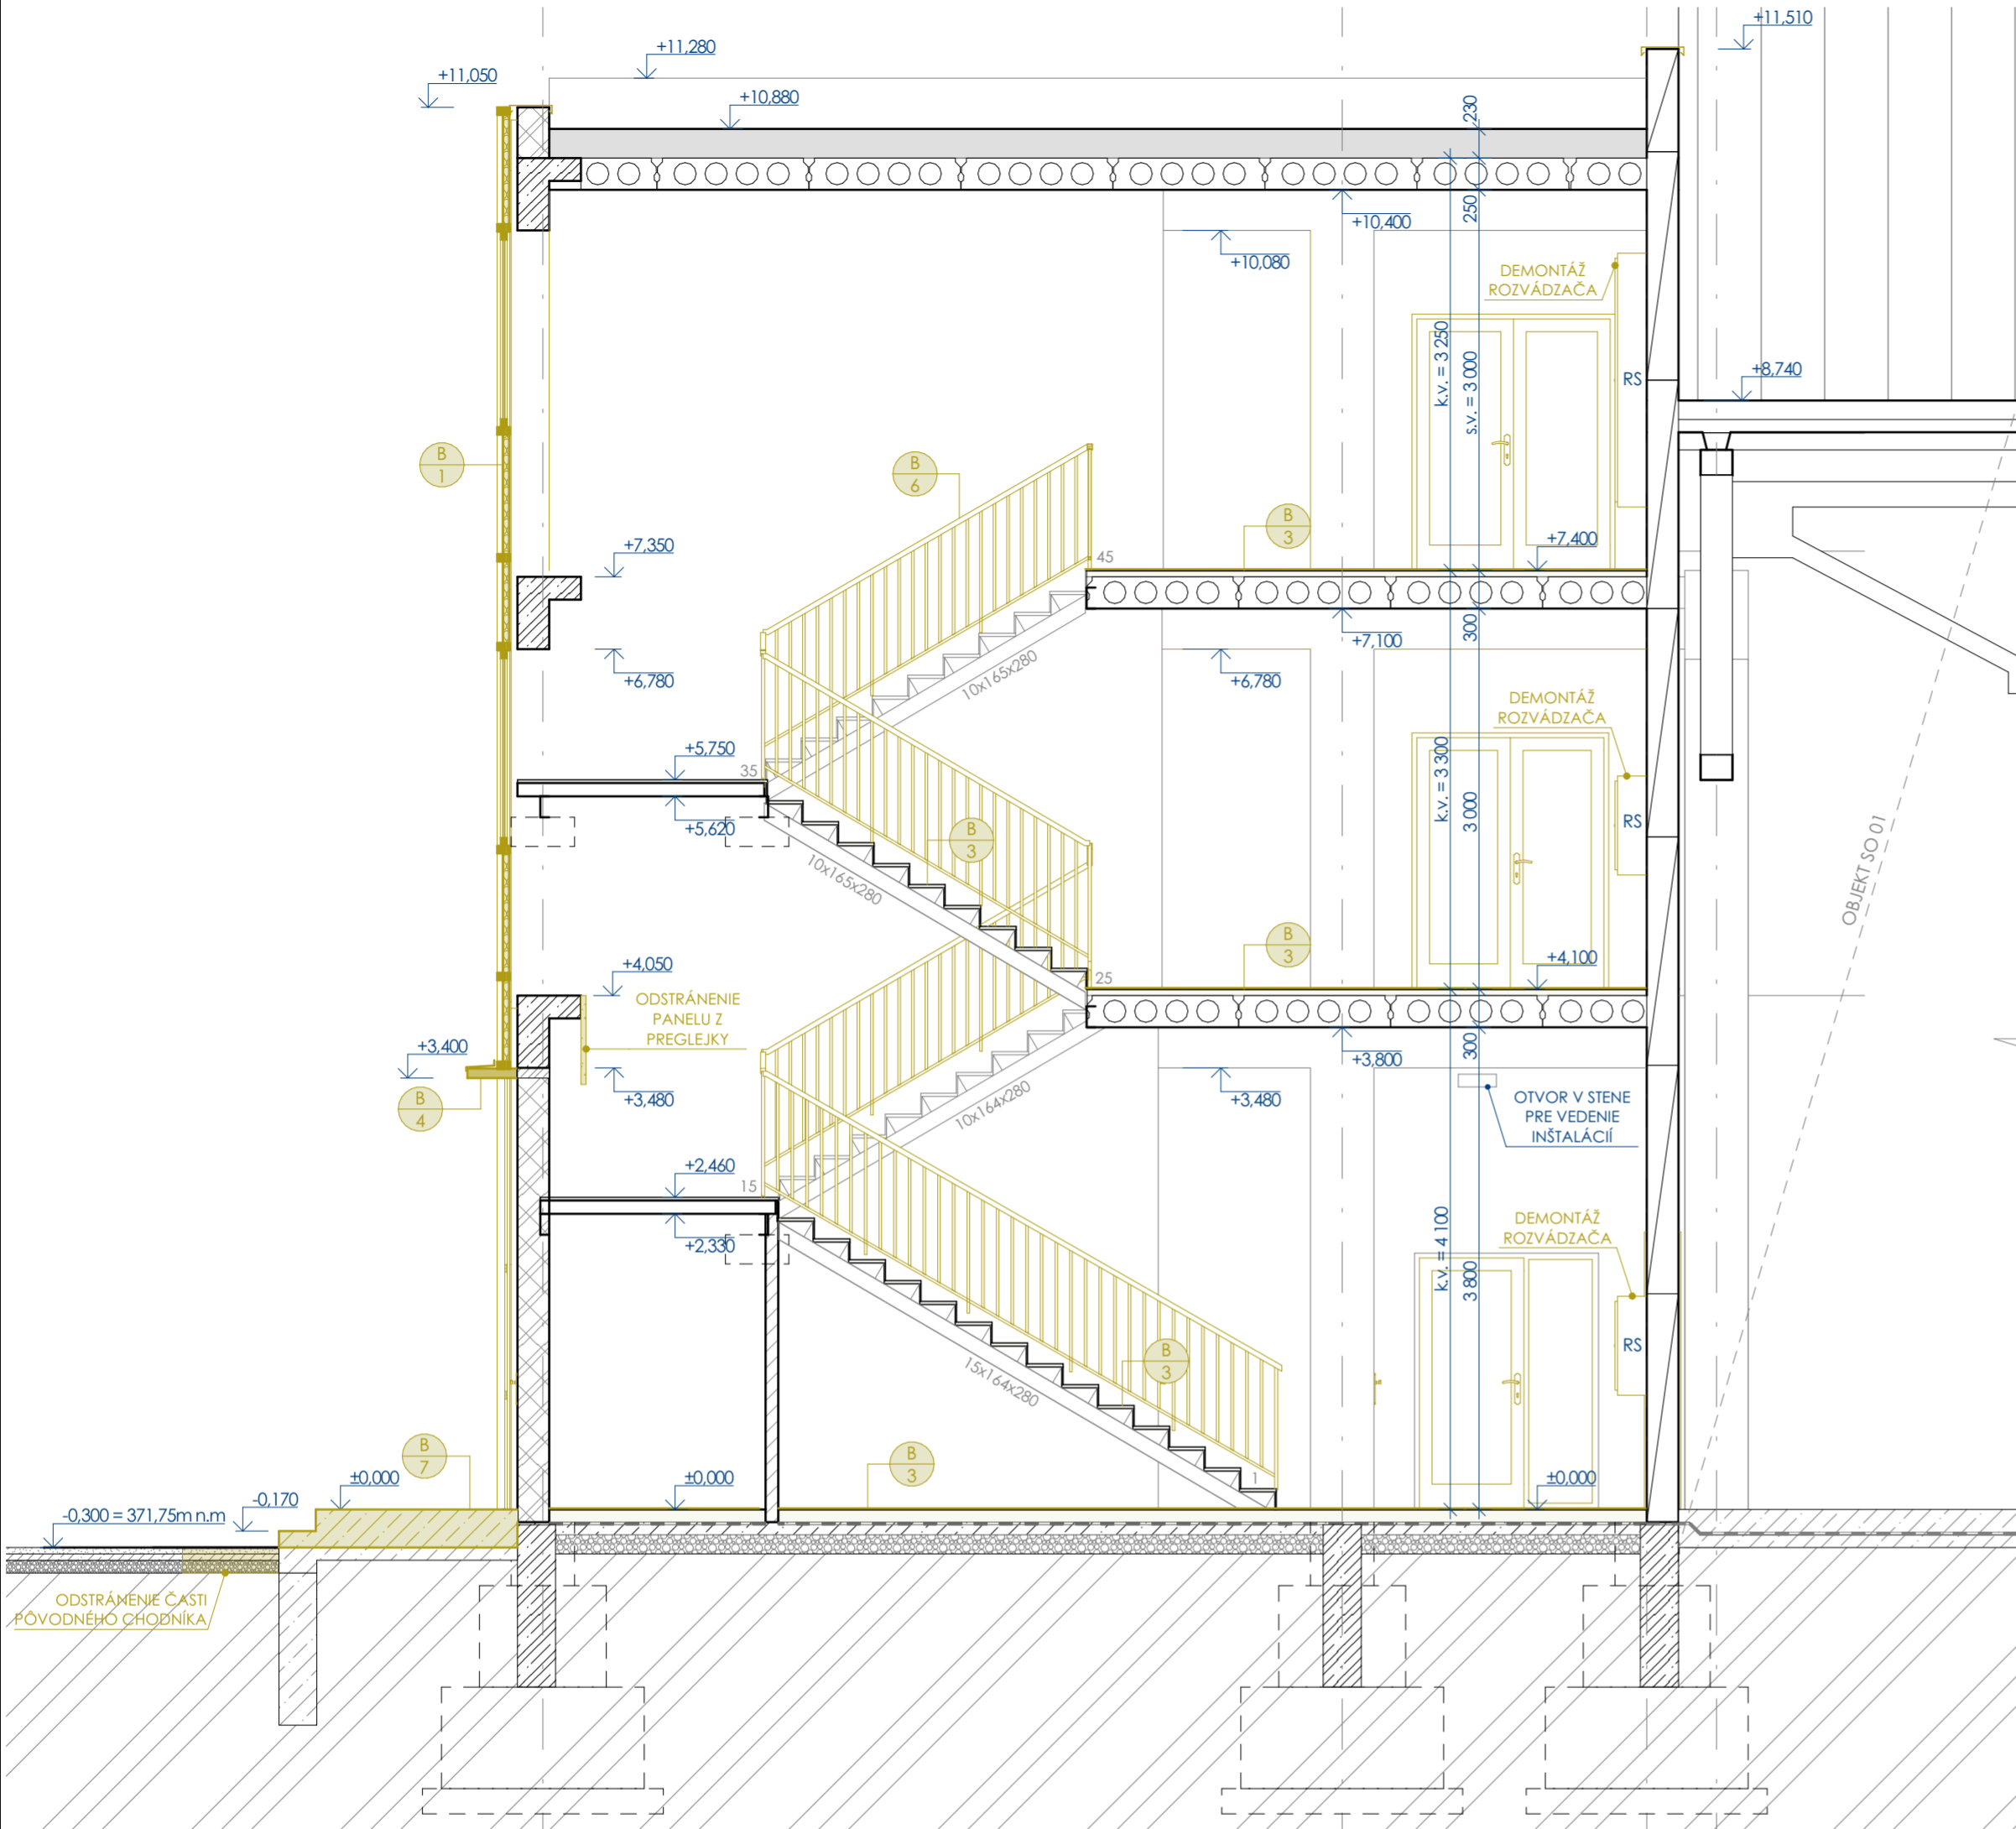 +11,510
+11,280
+11,050
+10,880
230
250
+10,400
+10,080
DEMONTÁŽ
ROZVÁDZAČA
k.v. = 3 250
s.v. = 3 000
RS
+8,740
B
1
B
6
B
3
+7,400
+7,350
45
300
+7,100
+6,780
+6,780
10x165x280
DEMONTÁŽ
ROZVÁDZAČA
k.v. = 3 300
3 000
RS
+5,750
35
+5,620
B
3
10x165x280
OBJEKT SO 01
B
3
+4,100
+4,050
25
ODSTRÁNENIE
PANELU Z
PREGLEJKY
+3,400
300
+3,800
B
4
+3,480
+3,480
10x164x280
OTVOR V STENE
PRE VEDENIE
INŠTALÁCIÍ
+2,460
15
+2,330
k.v. = 4 100
3 800
DEMONTÁŽ
ROZVÁDZAČA
RS
B
3
15x164x280
B
7
B
3
1
±0,000
±0,000
±0,000
-0,170
-0,300 = 371,75m n.m
ODSTRÁNENIE ČASTI
PÔVODNÉHO CHODNÍKA